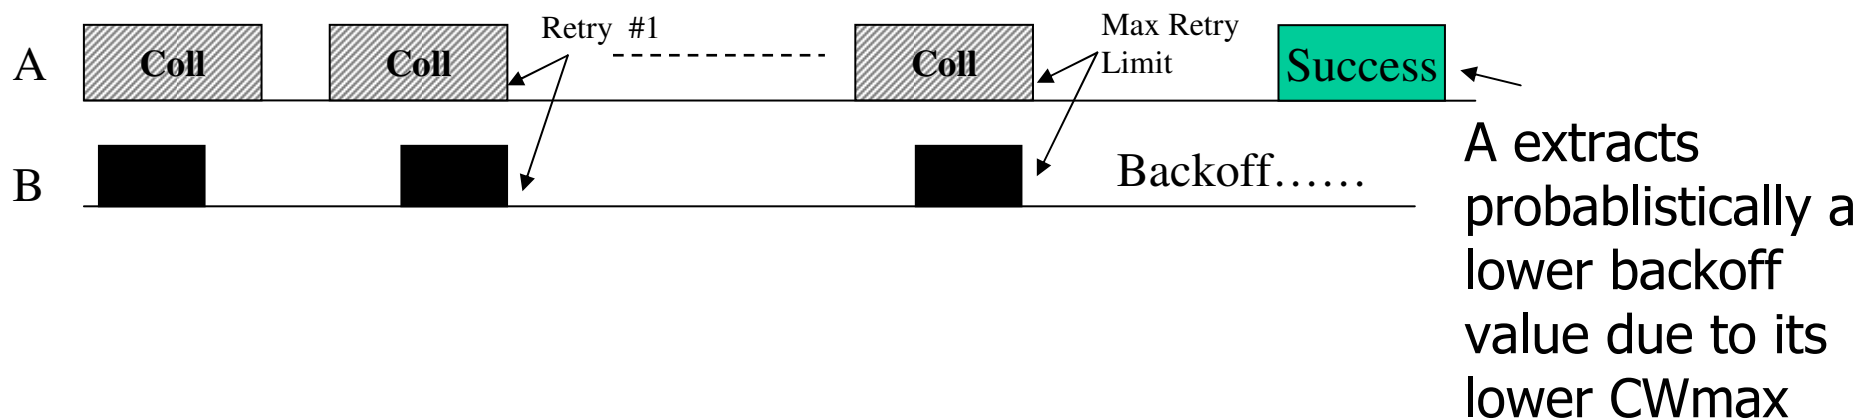 A
Coll
Coll
Retry #1
Coll
Max Retry
Limit
Success
B
Backoff......
A extracts
probablistically a
lower backoff
value due to its
lower CWmax